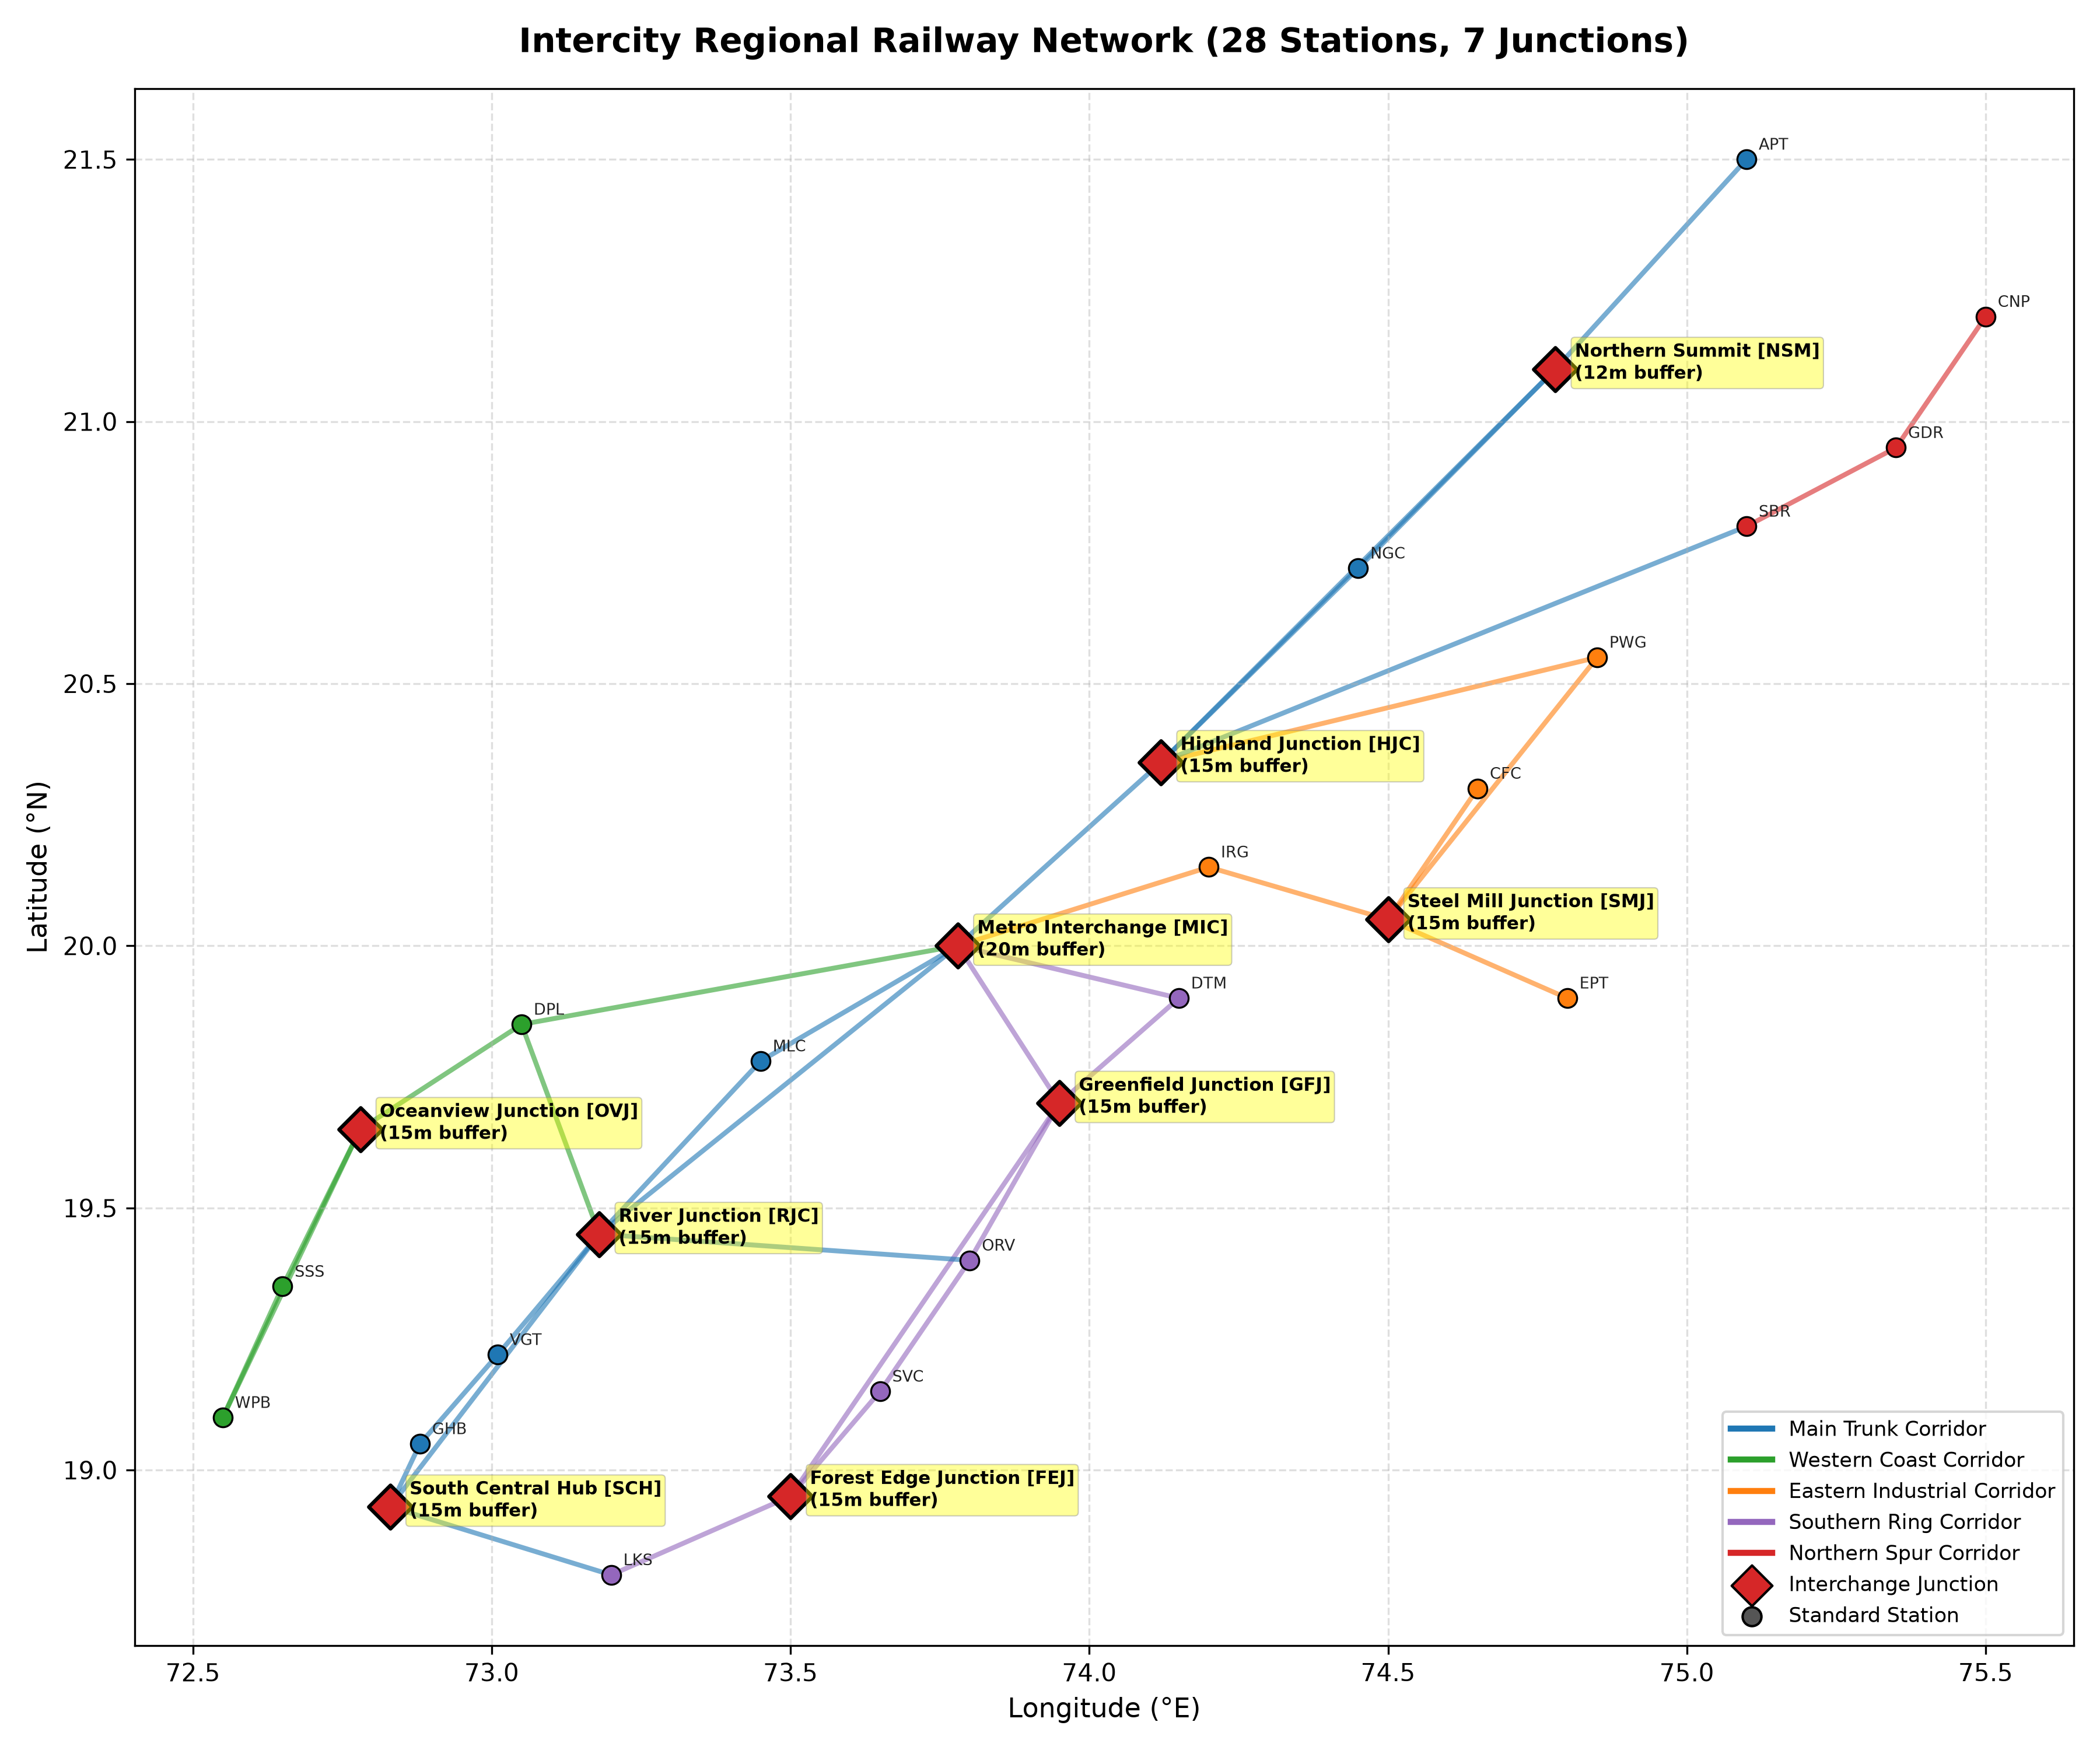 Intercity Regional Railway Network (28 Stations, 7 Junctions)
Latitude (°N)
21.5
21.0
20.5
20.0
19.5
19.0
APT
CNP
Northern Summit [NSM]
(12m buffer)
GDR
SBR
NGC
PWG
Highland Junction [HJC]
(15m buffer)
CFC
IRG
Steel Mill Junction [SMJ]
(15m buffer)
Metro Interchange [MIC]
(20m buffer)
DTM
EPT
DPL
MLC
Greenfield Junction [GFJ]
(15m buffer)
Oceanview Junction [OVJ]
(15m buffer)
River Junction [RJC]
(15m buffer)
ORV
SSS
VGT
SVC
WPB
GHB
South Central Hub [SCH]
(15m buffer)
Forest Edge Junction [FEJ]
(15m buffer)
LKS
Main Trunk Corridor
Western Coast Corridor
Eastern Industrial Corridor
Southern Ring Corridor
Northern Spur Corridor
Interchange Junction
Standard Station
72.5
73.0
73.5
74.0
74.5
75.0
75.5
Longitude (°E)